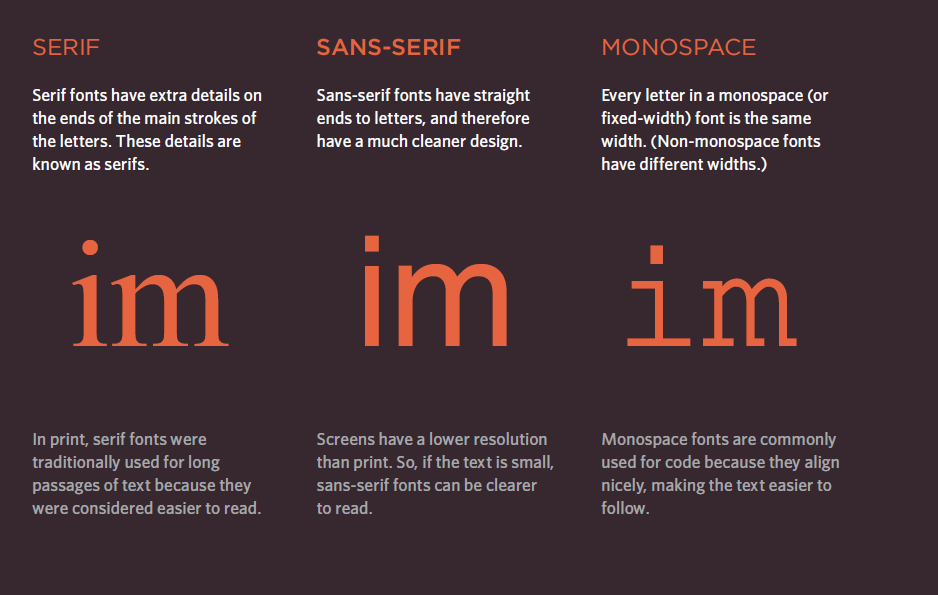 SERIF
Serif fonts have extra details on
the ends of the main strokes of
the letters. These details are
known as serifs.
im
In print, serif fonts were
traditionally used for long
passages of text because they
were considered easier to read.
SANS-SERIF
Sans-serif fonts have straight
ends to letters, and therefore
have a much cleaner design.
im
Screens have a lower resolution
than print. So, if the text is small,
sans-serif fonts can be clearer
to read.
MONOSPACE
Every letter in a monospace (or
fixed-width) font is the same
width. (Non-monospace fonts
have different widths.)
im
Monospace fonts are commonly
used for code because they align
nicely, making the text easier to
follow.